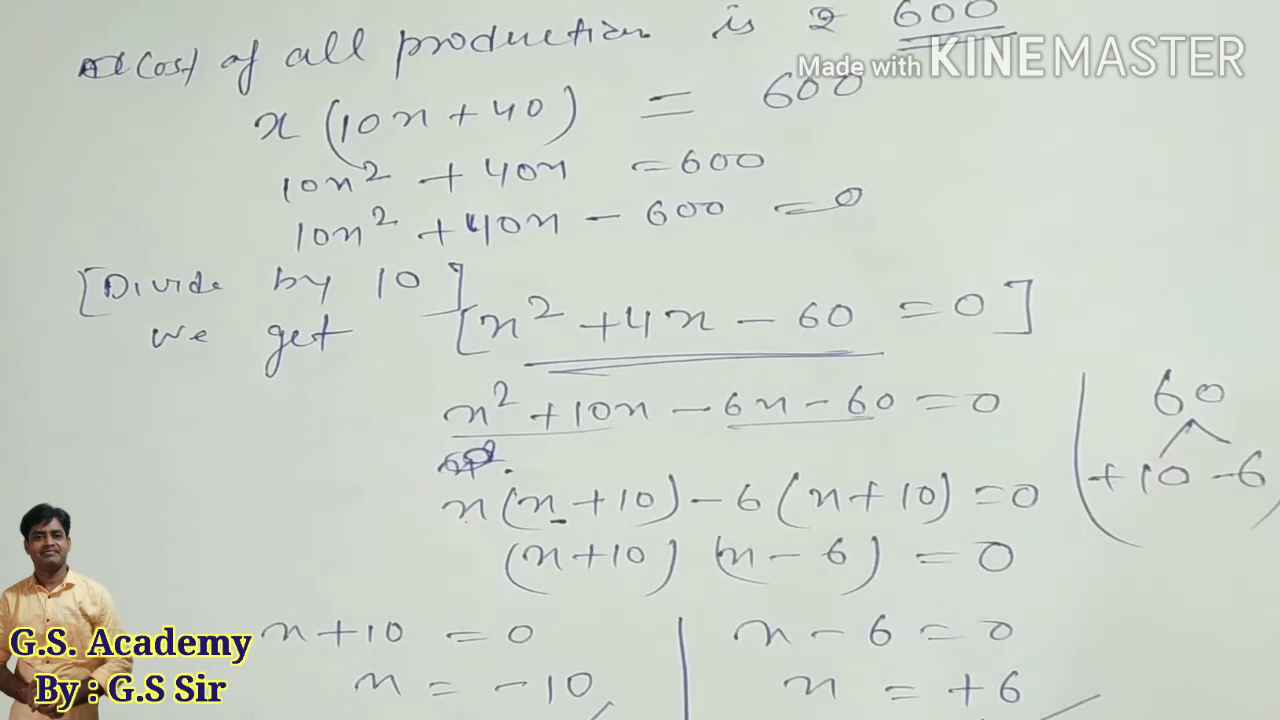 Cost of all production is ₹ 600
Made with KINEMASTER
x (10x + 40) = 600
10x² + 40x = 600
10x² + 40x - 600 = 0
[Divide by 10]
we get [x² + 4x - 60 = 0]
x² + 10x - 6x - 60 = 0
60
+10 -6
x(x + 10) - 6(x + 10) = 0
(x + 10) (x - 6) = 0
x + 10 = 0
x - 6 = 0
x = -10
x = +6
G.S. Academy
By : G.S Sir